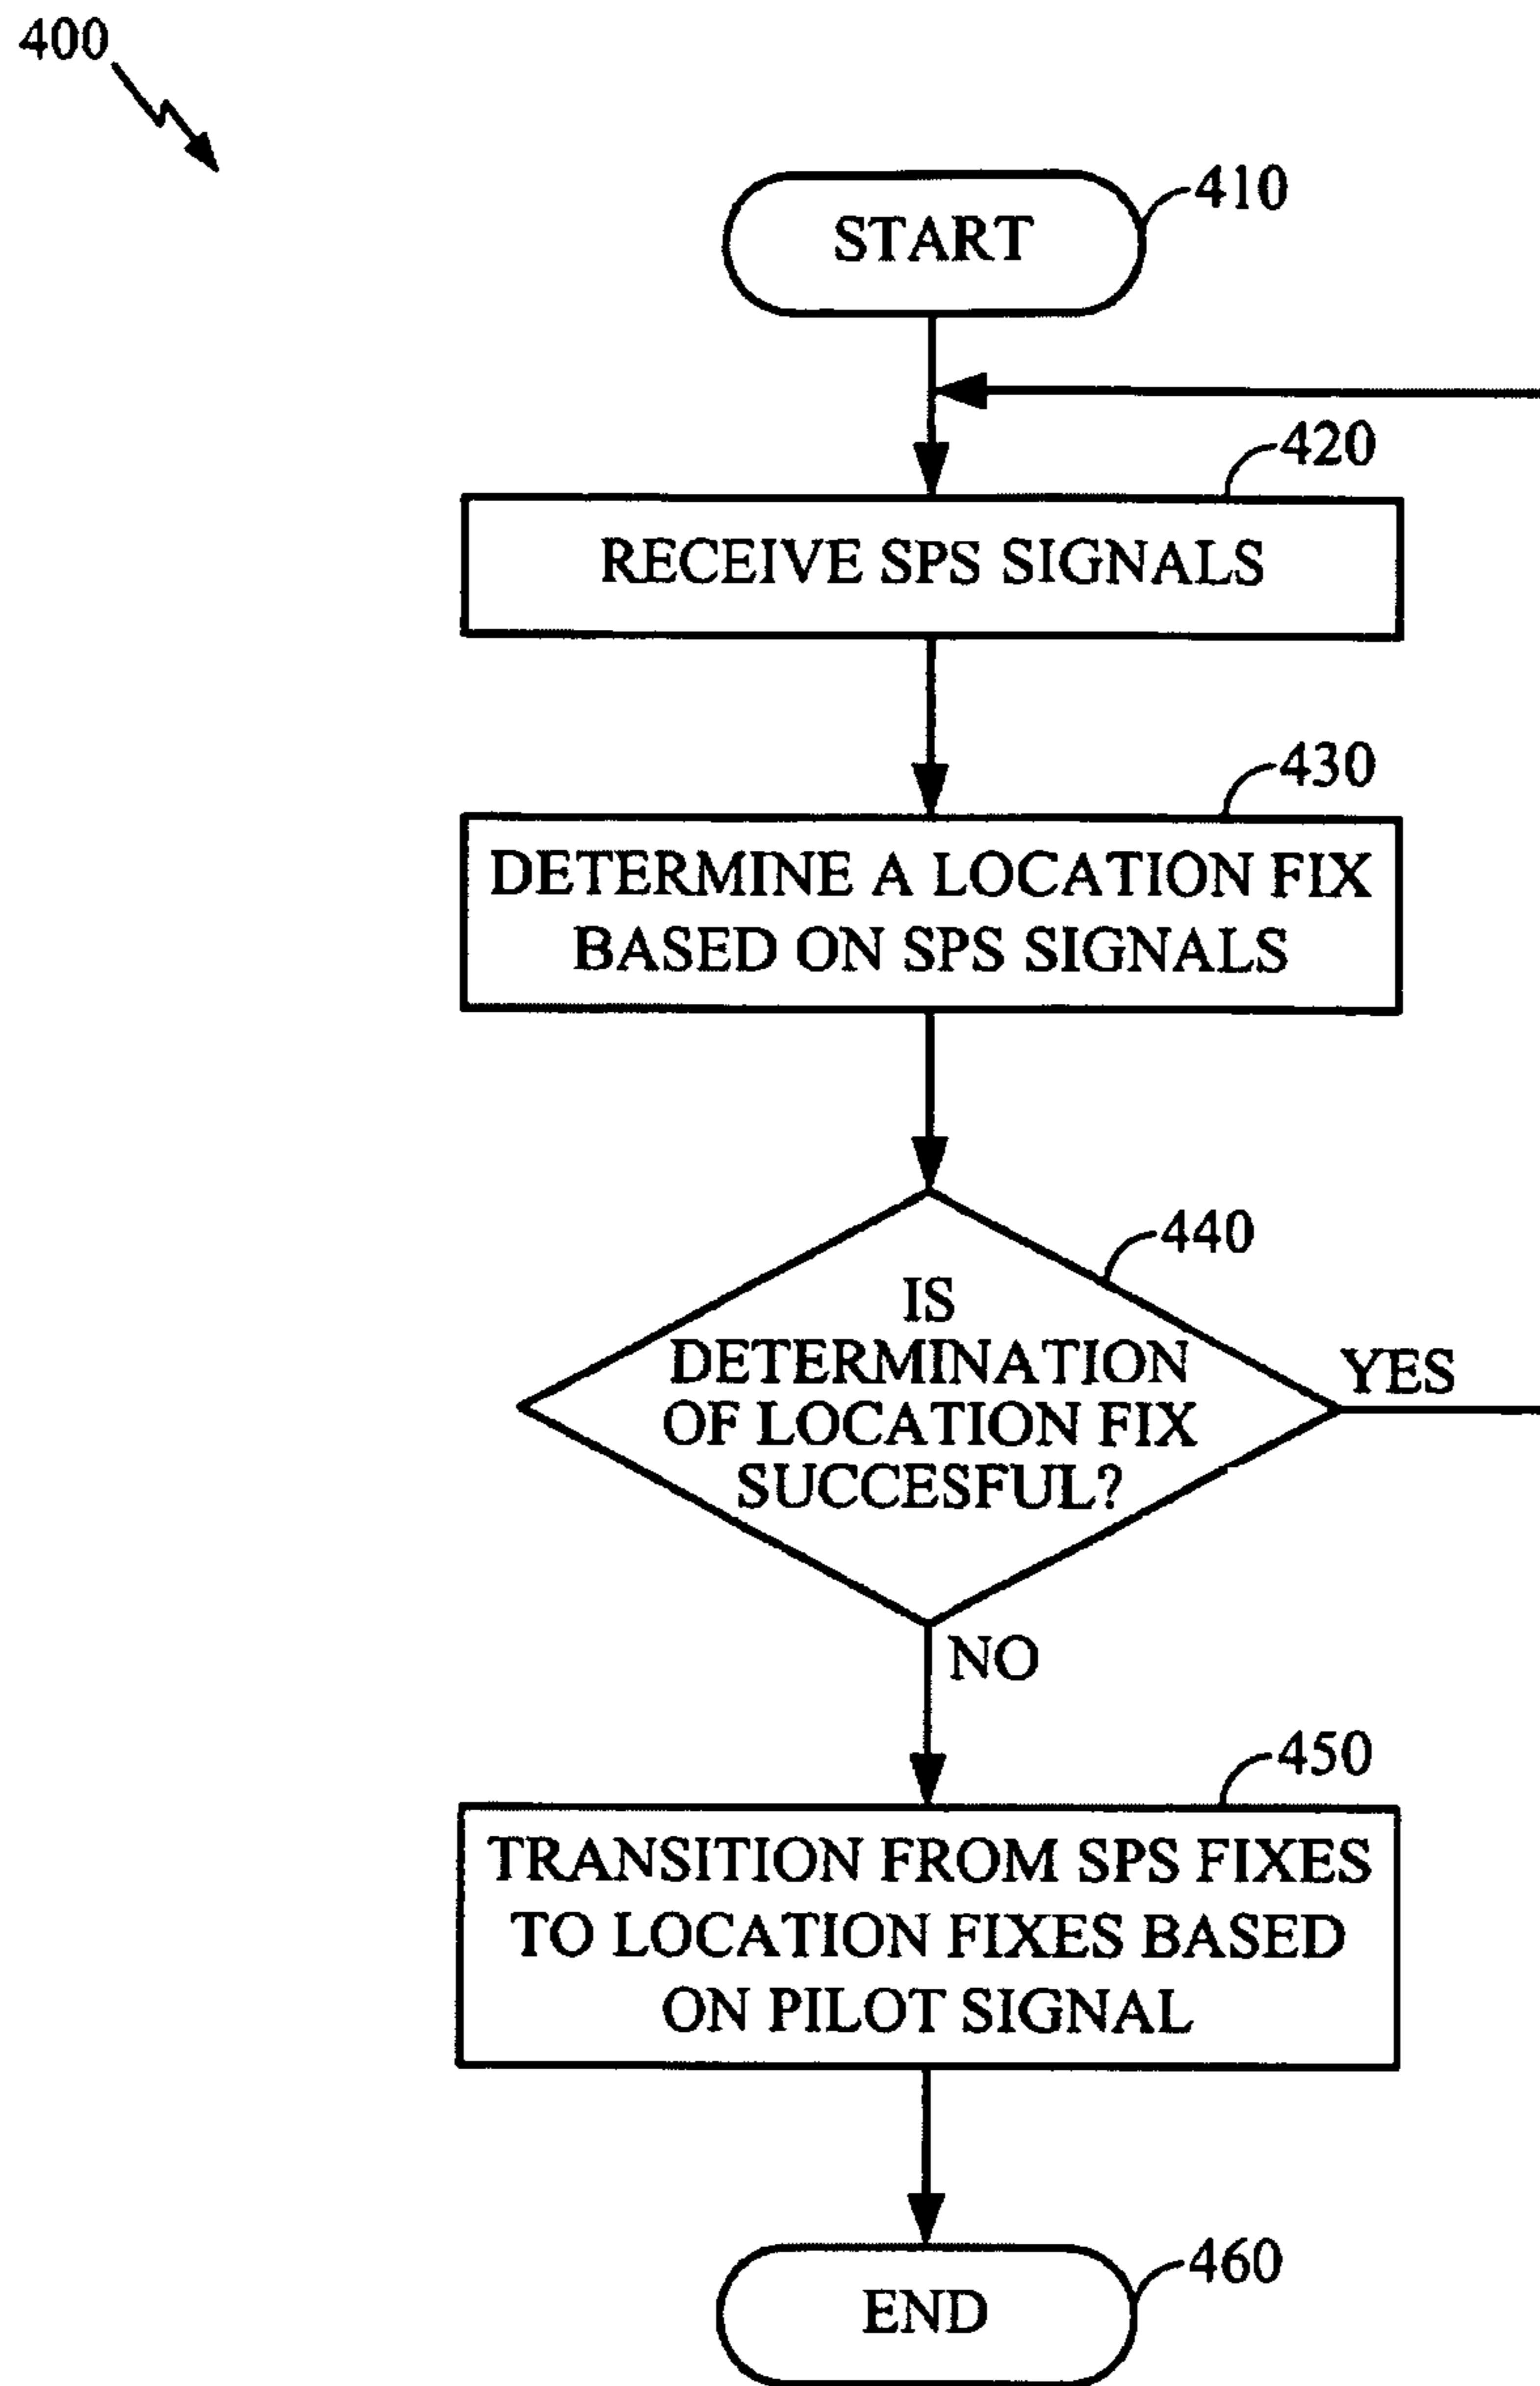 400
START
410
420
RECEIVE SPS SIGNALS
430
DETERMINE A LOCATION FIX
BASED ON SPS SIGNALS
440
IS
DETERMINATION
OF LOCATION FIX
SUCCESFUL?
YES
NO
450
TRANSITION FROM SPS FIXES
TO LOCATION FIXES BASED
ON PILOT SIGNAL
460
END